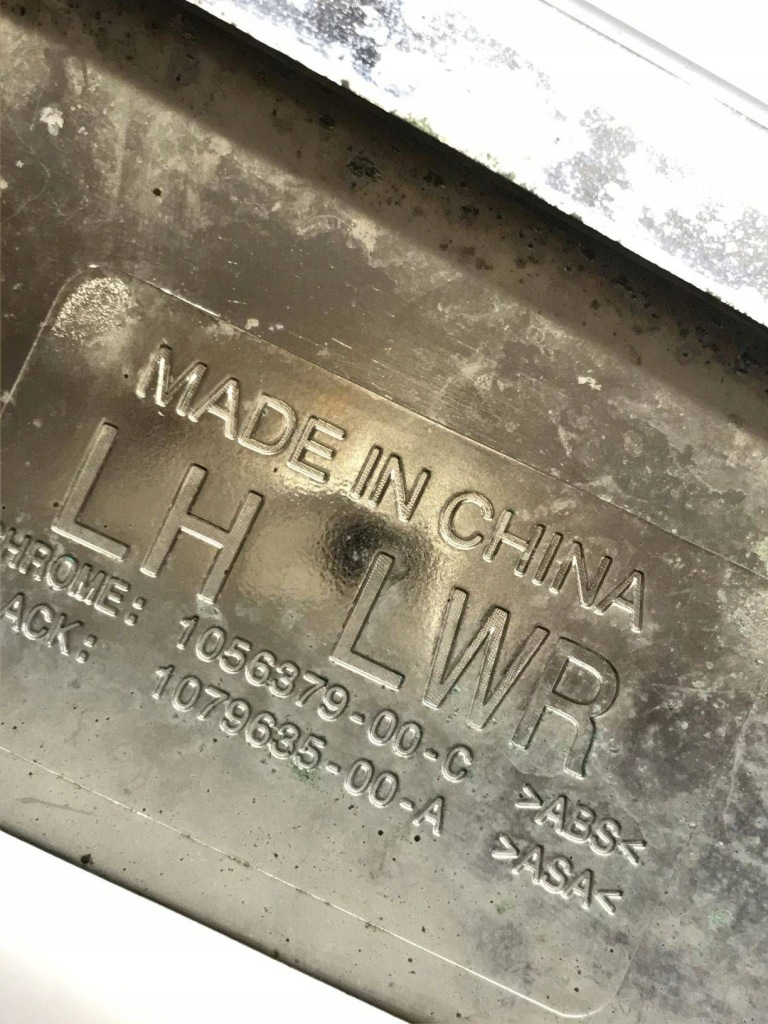 MADE IN CHINA
LH LWR
HROME: 1056379-00-C >ABS<
ACK: 1079635-00-A >ASA<